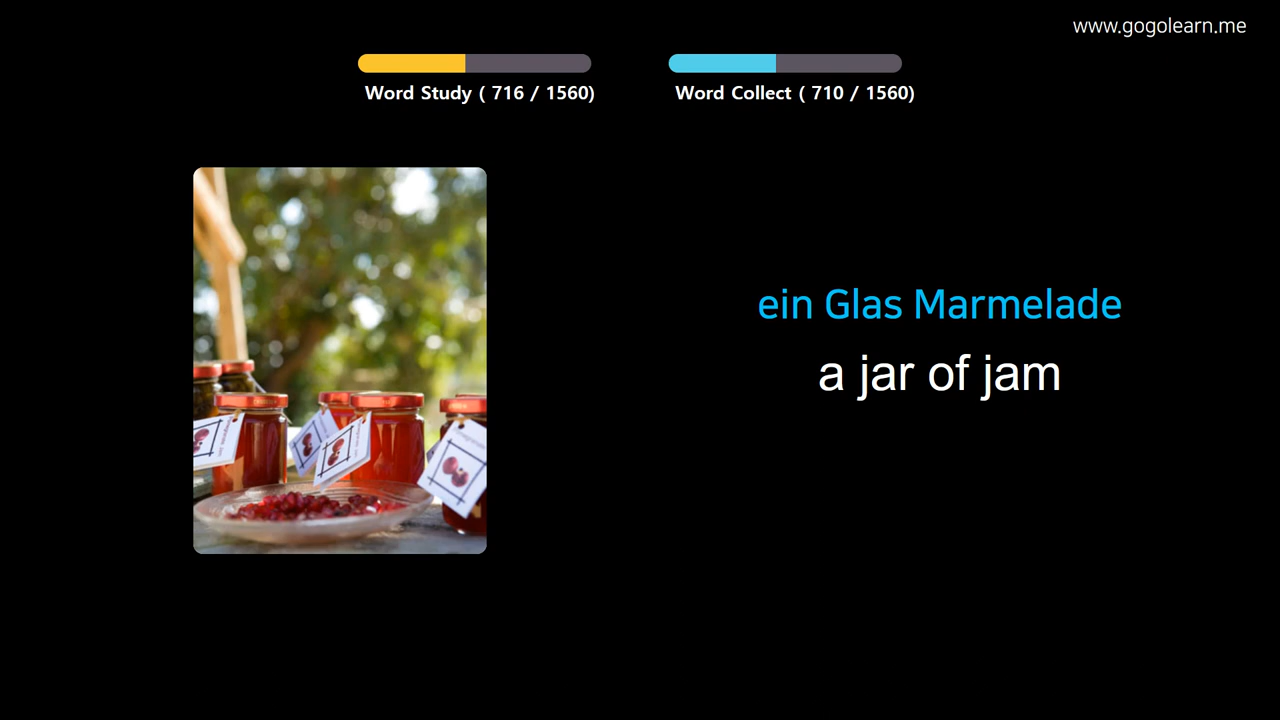 www.gogolearn.me
Word Study ( 716 / 1560)
Word Collect ( 710 / 1560)
ein Glas Marmelade
a jar of jam